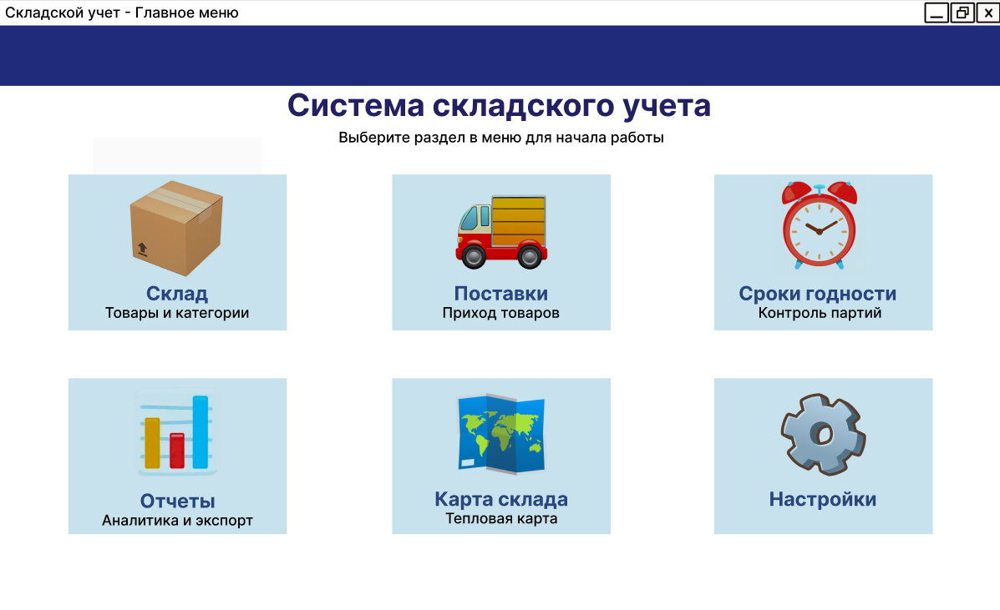 Складской учет - Главное меню
Система складского учета
Выберите раздел в меню для начала работы
Склад
Товары и категории
Поставки
Приход товаров
Сроки годности
Контроль партий
Отчеты
Аналитика и экспорт
Карта склада
Тепловая карта
Настройки